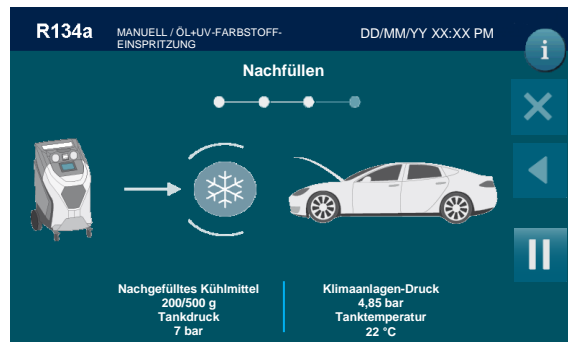 R134a
MANUELL / ÖL+UV-FARBSTOFF-
EINSPRITZUNG
DD/MM/YY XX:XX PM
i
Nachfüllen
Nachgefülltes Kühlmittel
200/500 g
Tankdruck
7 bar
Klimaanlagen-Druck
4,85 bar
Tanktemperatur
22 °C